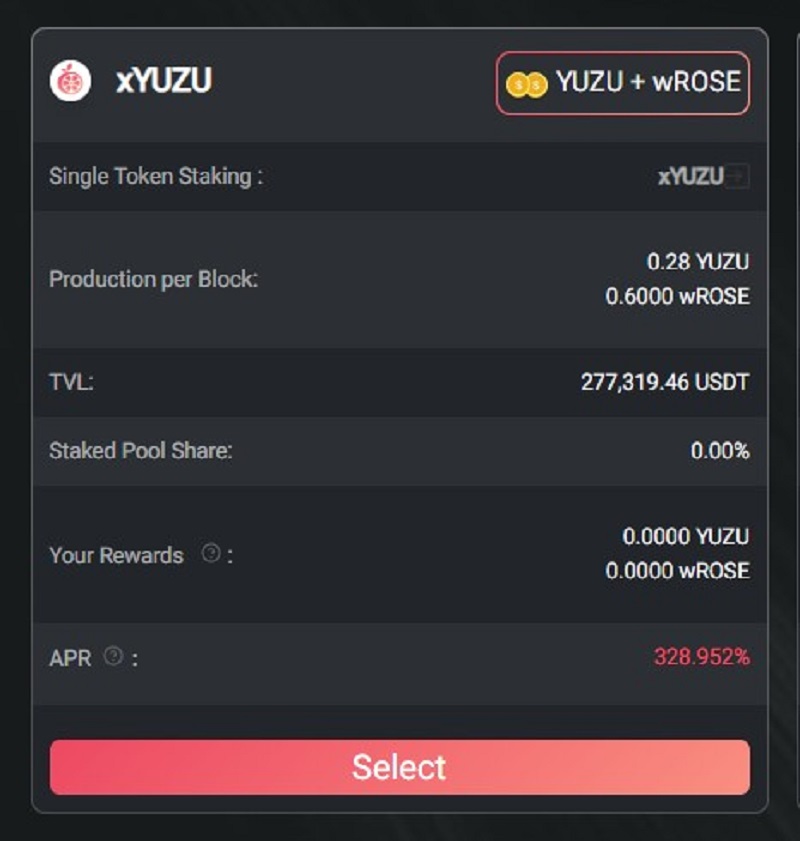 xYUZU
YUZU + wROSE
Single Token Staking :
xYUZU
Production per Block:
0.28 YUZU
0.6000 wROSE
TVL:
277,319.46 USDT
Staked Pool Share:
0.00%
Your Rewards ? :
0.0000 YUZU
0.0000 wROSE
APR ? :
328.952%
Select